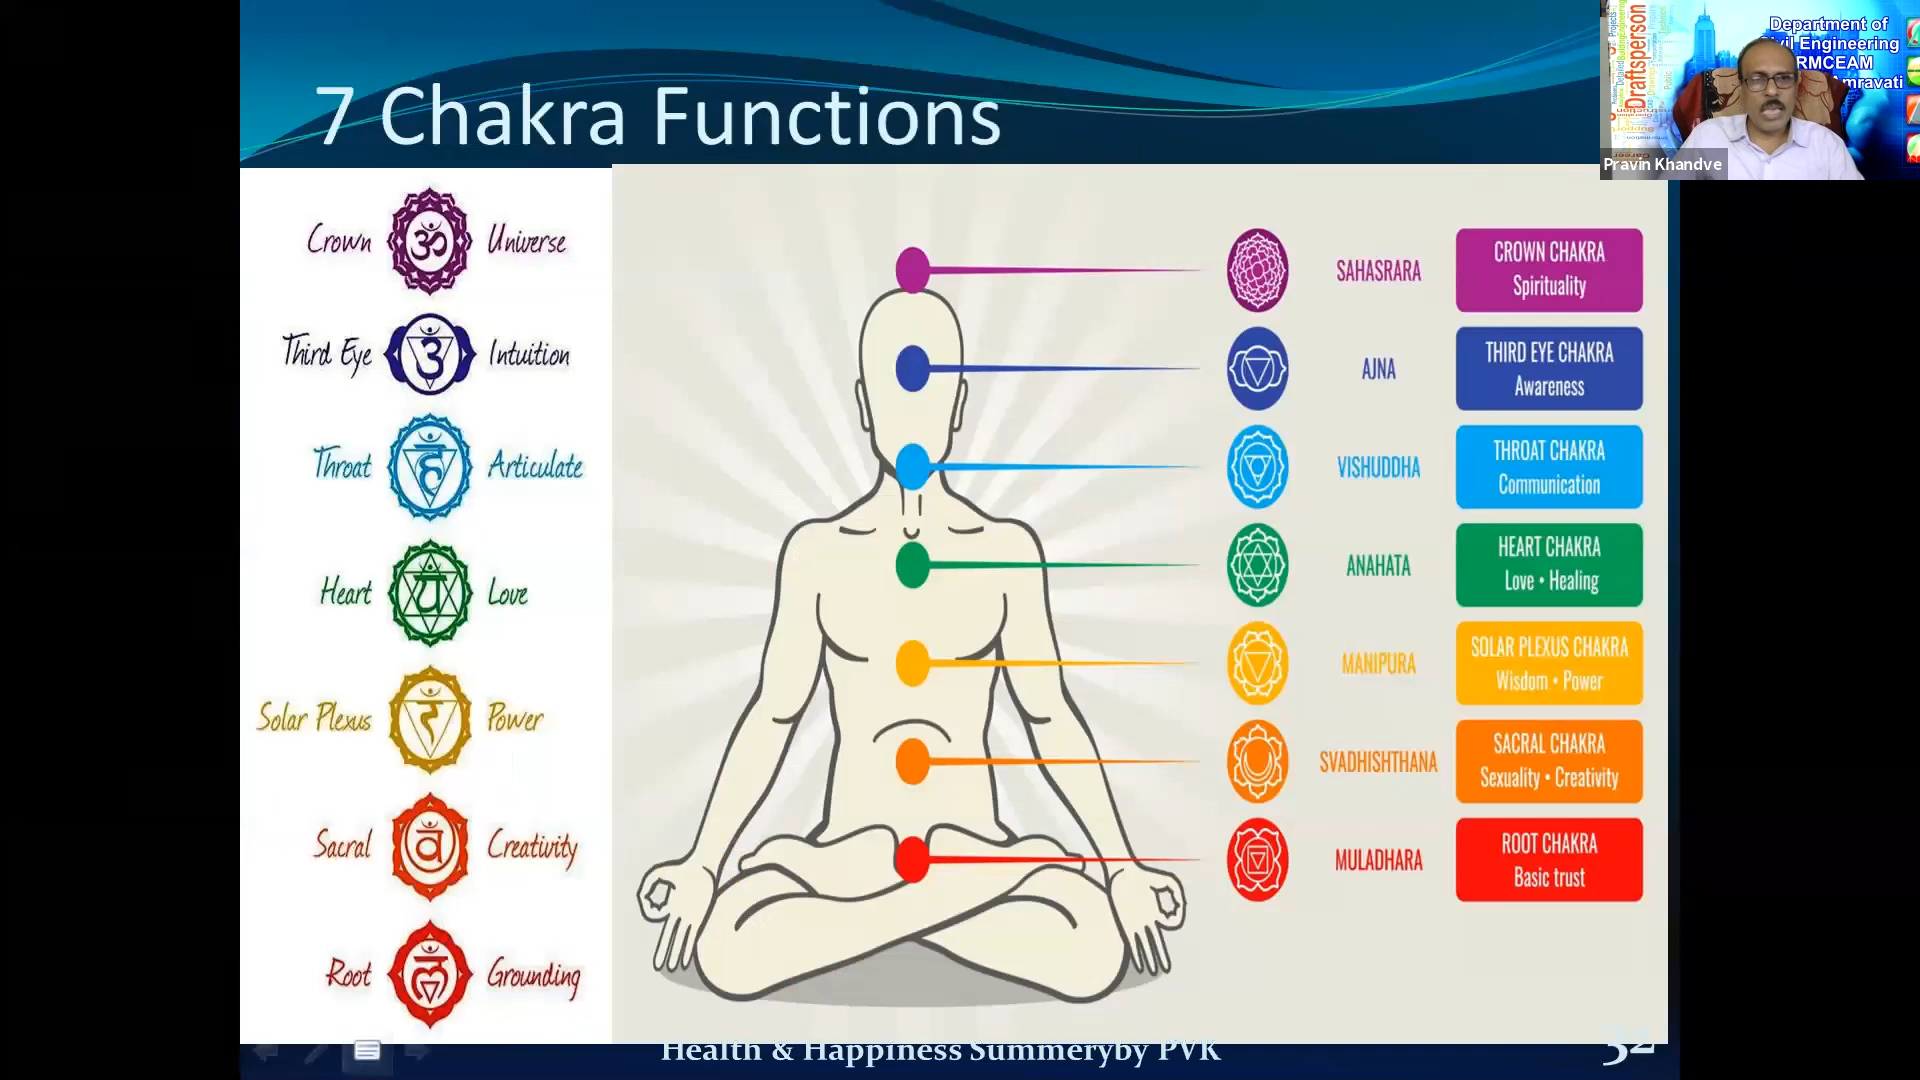 7 Chakra Functions
Department of
Civil Engineering
RMCEAM
Amravati
Draftsperson
Pravin Khandve
Crown ॐ Universe
Third Eye Intuition
Throat हं Articulate
Heart यं Love
Solar Plexus रं Power
Sacral वं Creativity
Root लं Grounding
SAHASRARA
CROWN CHAKRA
Spirituality
AJNA
THIRD EYE CHAKRA
Awareness
VISHUDDHA
THROAT CHAKRA
Communication
ANAHATA
HEART CHAKRA
Love • Healing
MANIPURA
SOLAR PLEXUS CHAKRA
Wisdom • Power
SVADHISHTHANA
SACRAL CHAKRA
Sexuality • Creativity
MULADHARA
ROOT CHAKRA
Basic trust
Health & Happiness Summeryby PVK
32